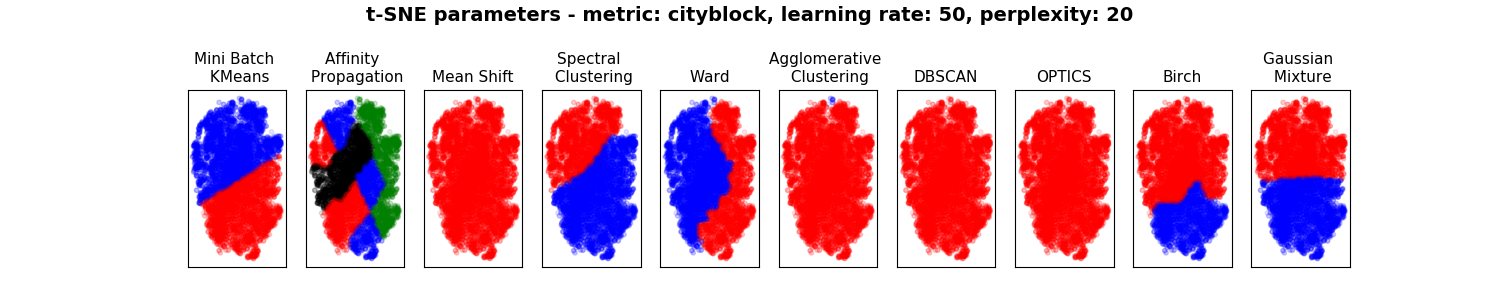 t-SNE parameters - metric: cityblock, learning rate: 50, perplexity: 20
Mini Batch
KMeans
Affinity
Propagation
Mean Shift
Spectral
Clustering
Ward
Agglomerative
Clustering
DBSCAN
OPTICS
Birch
Gaussian
Mixture